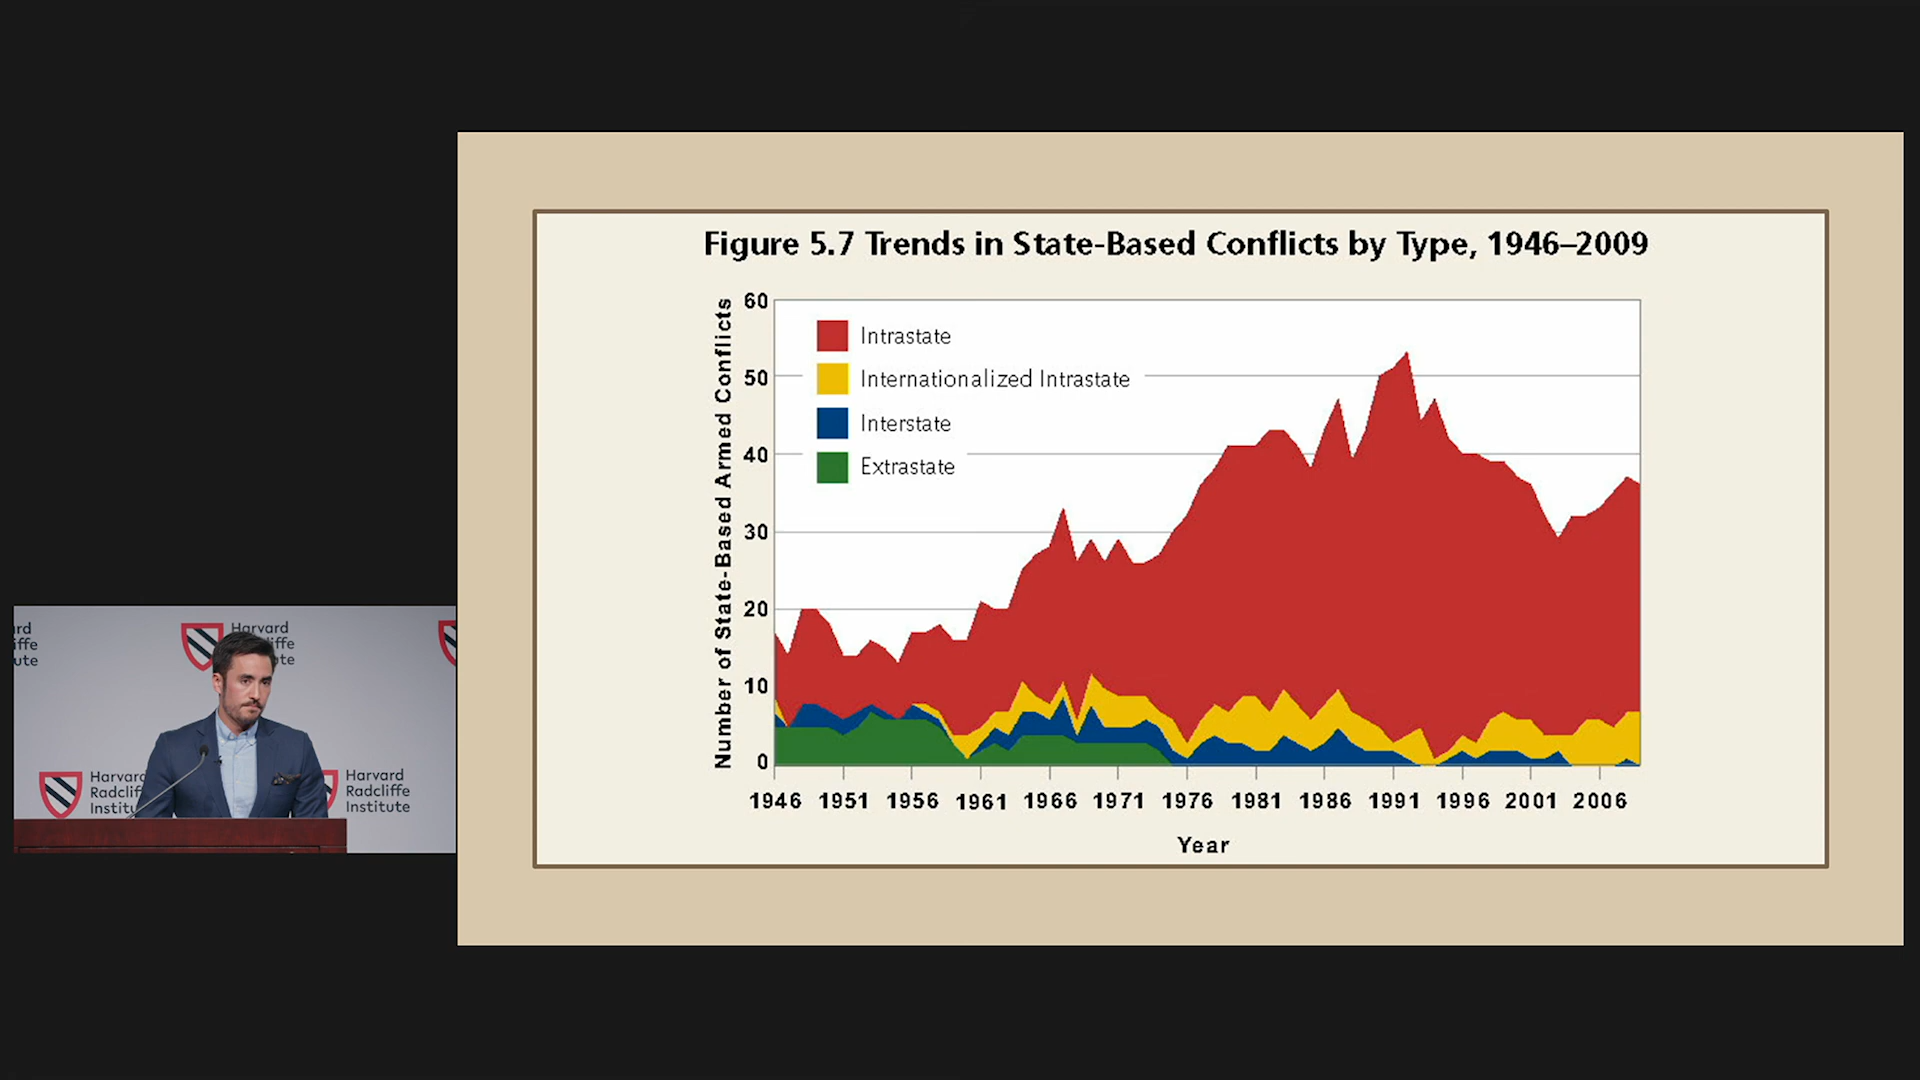 Figure 5.7 Trends in State-Based Conflicts by Type, 1946–2009
Number of State-Based Armed Conflicts
60
50
40
30
20
10
0
Intrastate
Internationalized Intrastate
Interstate
Extrastate
1946 1951 1956 1961 1966 1971 1976 1981 1986 1991 1996 2001 2006
Year
Harvard
Harvard
Radcliffe
Institute